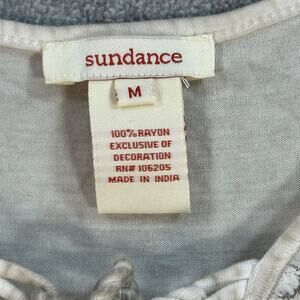 sundance
M
100% RAYON
EXCLUSIVE OF
DECORATION
RN# 106205
MADE IN INDIA